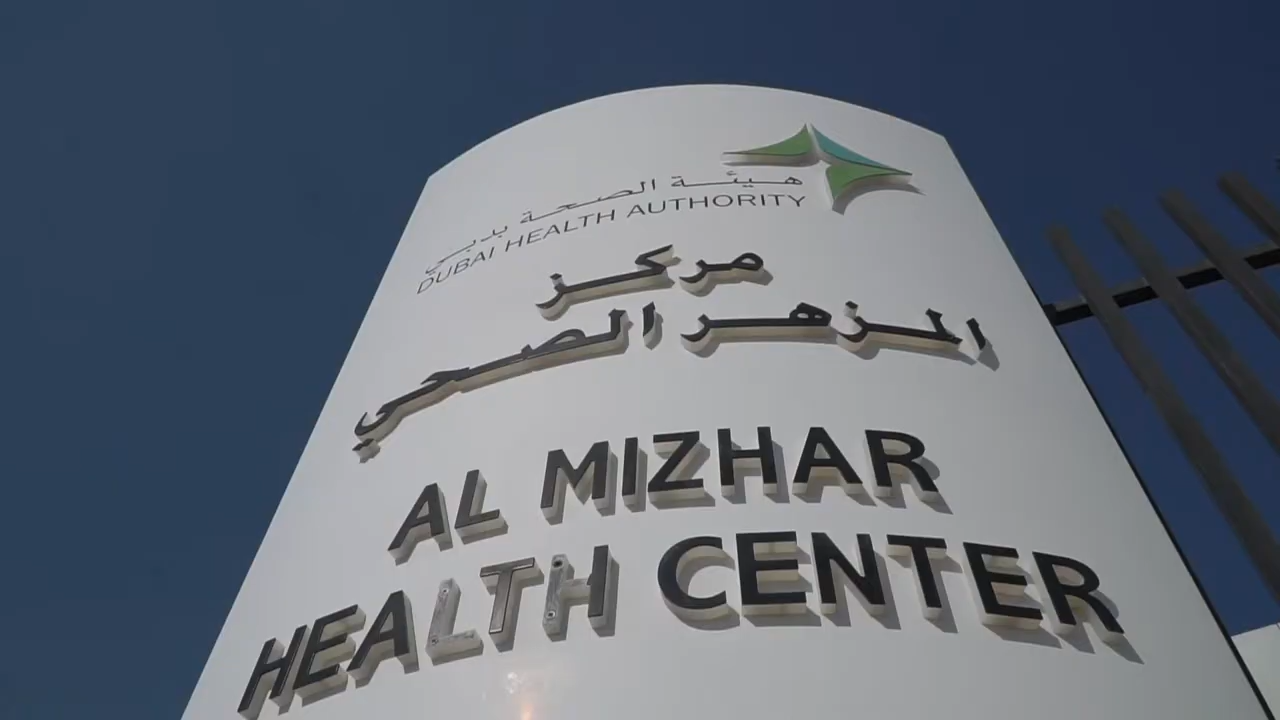 هيئة الصحة بدبي
DUBAI HEALTH AUTHORITY
مركز
المزهر الصحي
AL MIZHAR
HEALTH CENTER